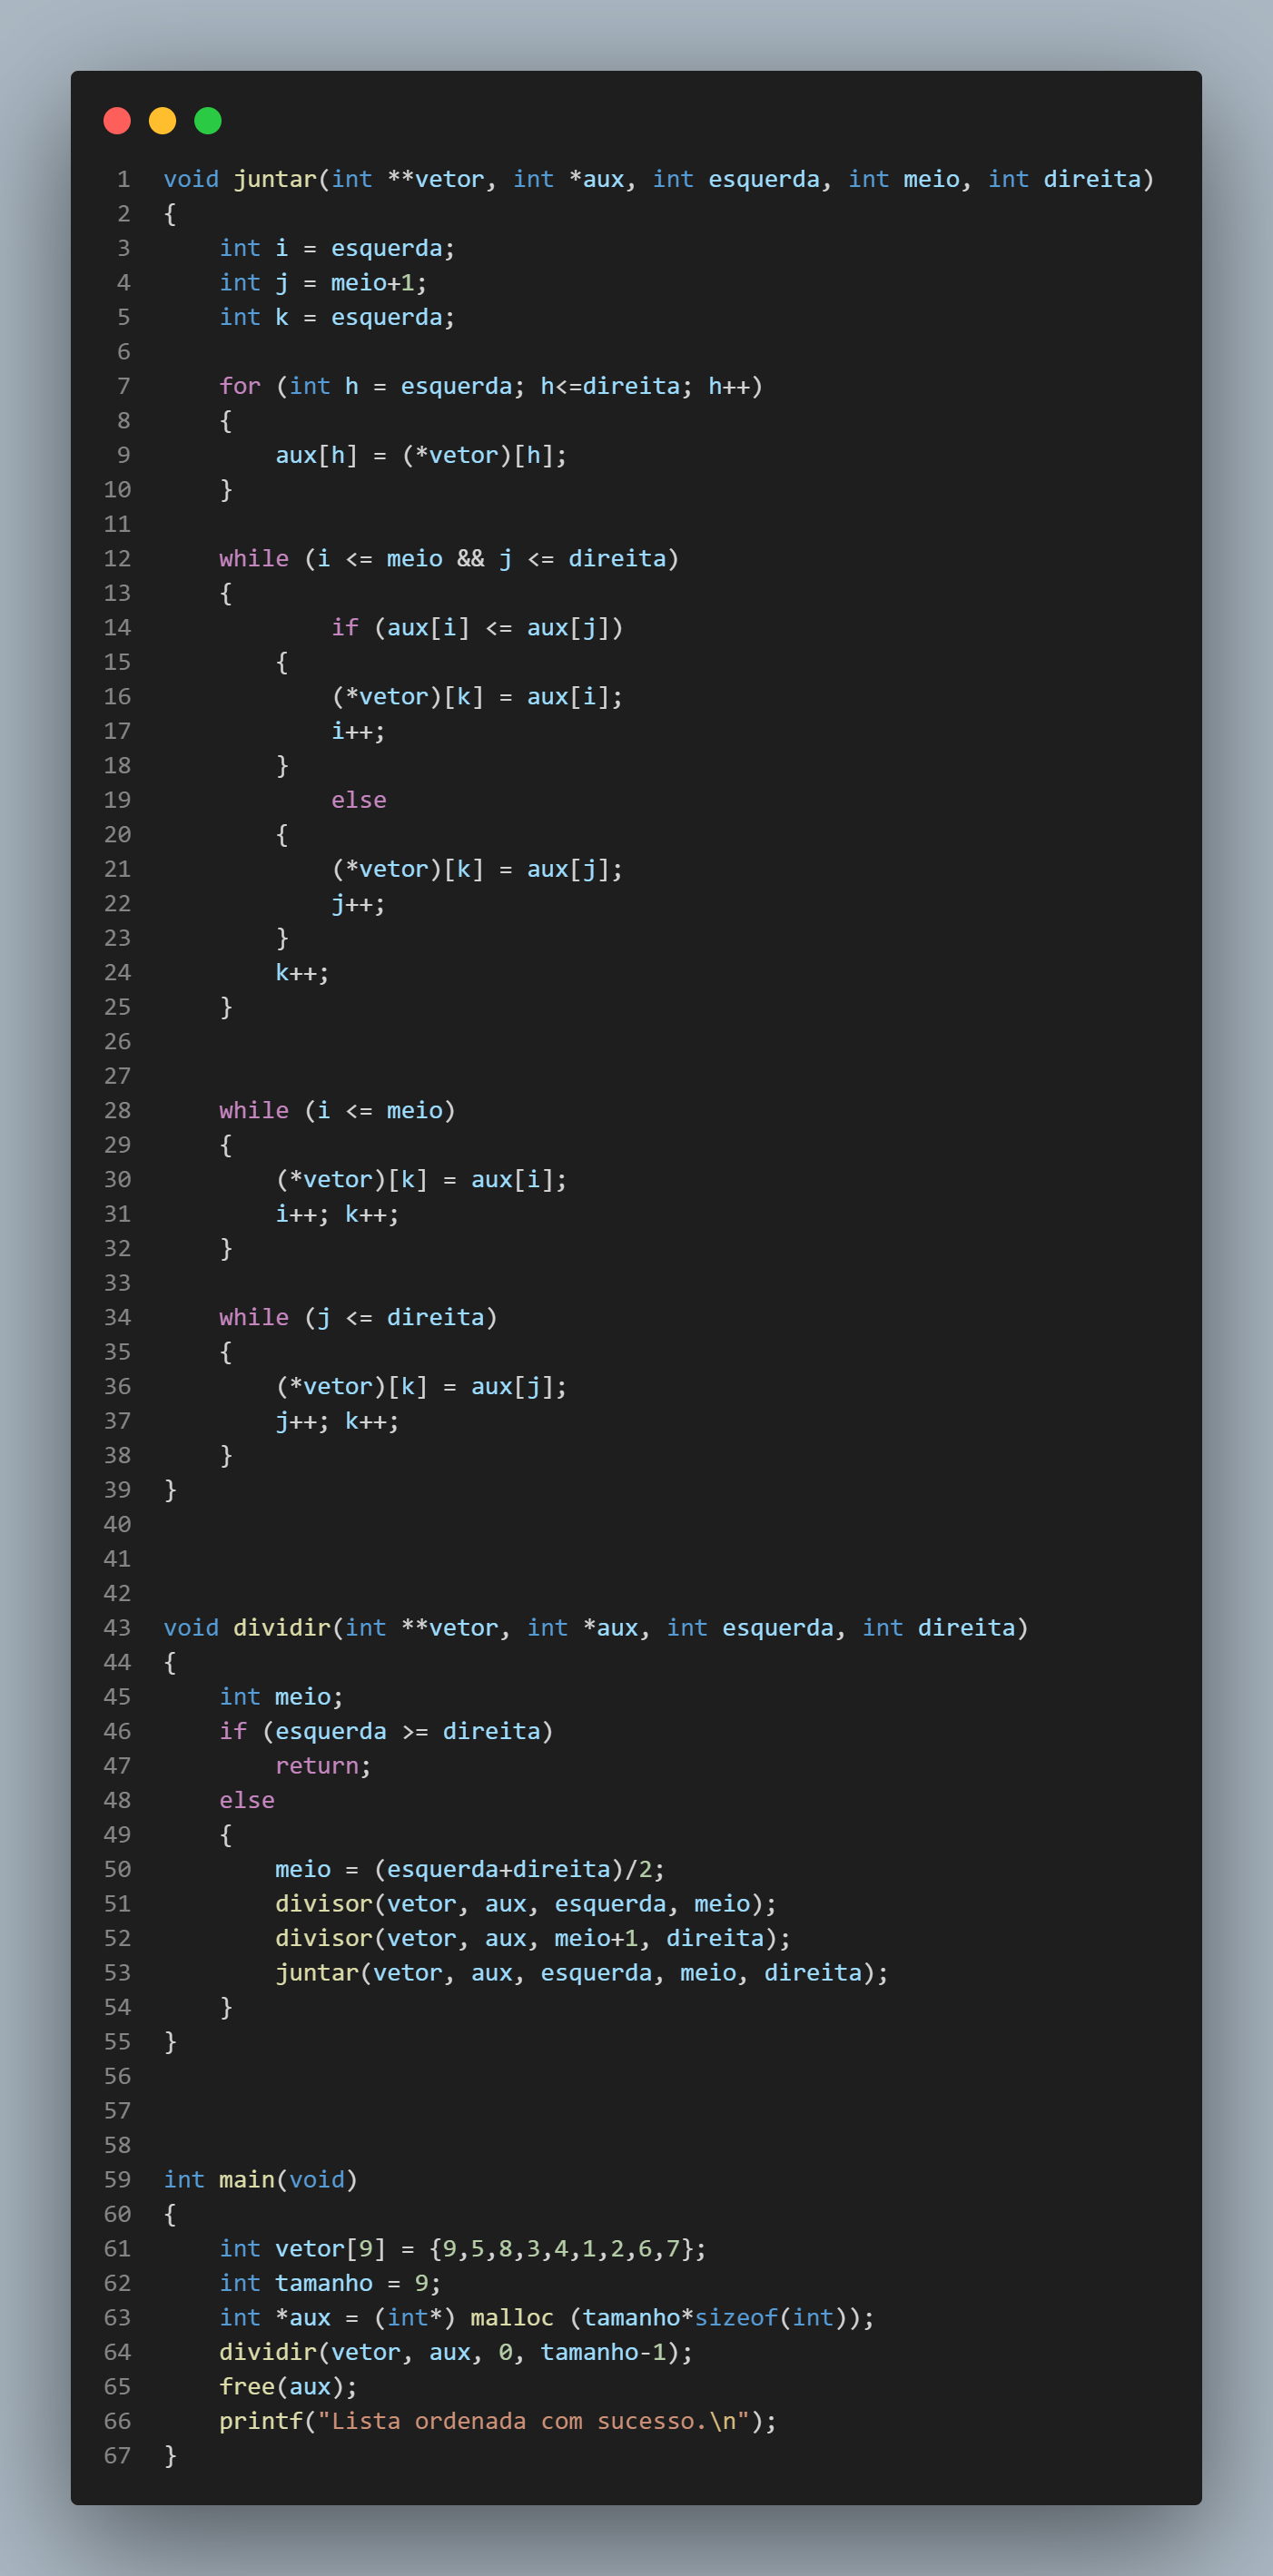 1 void juntar(int **vetor, int *aux, int esquerda, int meio, int direita)
2 {
3     int i = esquerda;
4     int j = meio+1;
5     int k = esquerda;
6
7     for (int h = esquerda; h<=direita; h++)
8     {
9         aux[h] = (*vetor)[h];
10     }
11
12     while (i <= meio && j <= direita)
13     {
14             if (aux[i] <= aux[j])
15         {
16             (*vetor)[k] = aux[i];
17             i++;
18         }
19             else
20         {
21             (*vetor)[k] = aux[j];
22             j++;
23         }
24         k++;
25     }
26
27
28     while (i <= meio)
29     {
30         (*vetor)[k] = aux[i];
31         i++; k++;
32     }
33
34     while (j <= direita)
35     {
36         (*vetor)[k] = aux[j];
37         j++; k++;
38     }
39 }
40
41
42
43 void dividir(int **vetor, int *aux, int esquerda, int direita)
44 {
45     int meio;
46     if (esquerda >= direita)
47         return;
48     else
49     {
50         meio = (esquerda+direita)/2;
51         divisor(vetor, aux, esquerda, meio);
52         divisor(vetor, aux, meio+1, direita);
53         juntar(vetor, aux, esquerda, meio, direita);
54     }
55 }
56
57
58
59 int main(void)
60 {
61     int vetor[9] = {9,5,8,3,4,1,2,6,7};
62     int tamanho = 9;
63     int *aux = (int*) malloc (tamanho*sizeof(int));
64     dividir(vetor, aux, 0, tamanho-1);
65     free(aux);
66     printf("Lista ordenada com sucesso.\n");
67 }